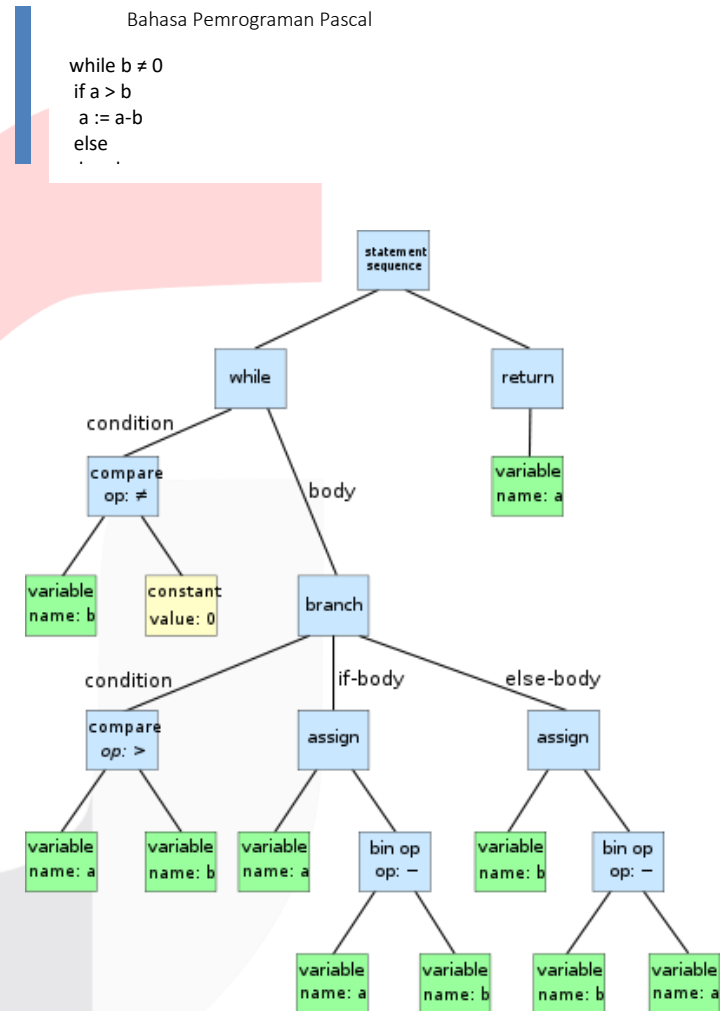 Bahasa Pemrograman Pascal
while b ≠ 0
if a > b
a := a-b
else
statement
sequence
while
return
condition
compare
op: ≠
body
variable
name: a
variable
name: b
constant
value: 0
branch
condition
if-body
else-body
compare
op: >
assign
assign
variable
name: a
variable
name: b
variable
name: a
bin op
op: −
variable
name: b
bin op
op: −
variable
name: a
variable
name: b
variable
name: b
variable
name: a